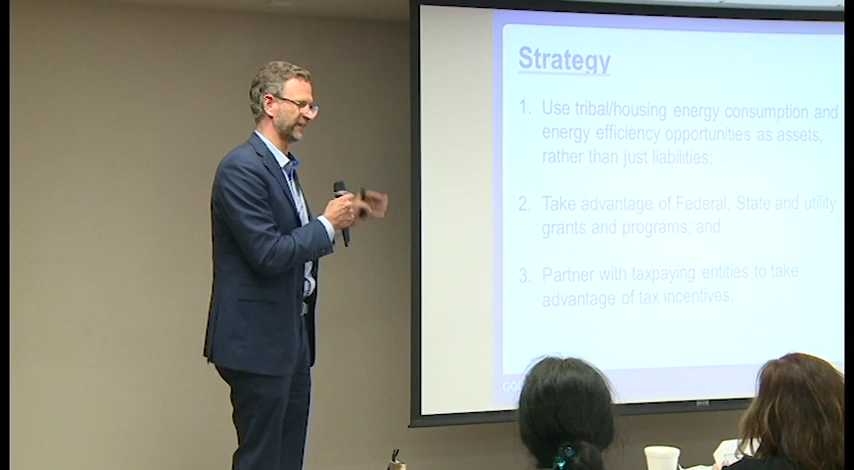 Strategy
1. Use tribal/housing energy consumption and
energy efficiency opportunities as assets,
rather than just liabilities;
2. Take advantage of Federal, State and utility
grants and programs; and
3. Partner with taxpaying entities to take
advantage of tax incentives.